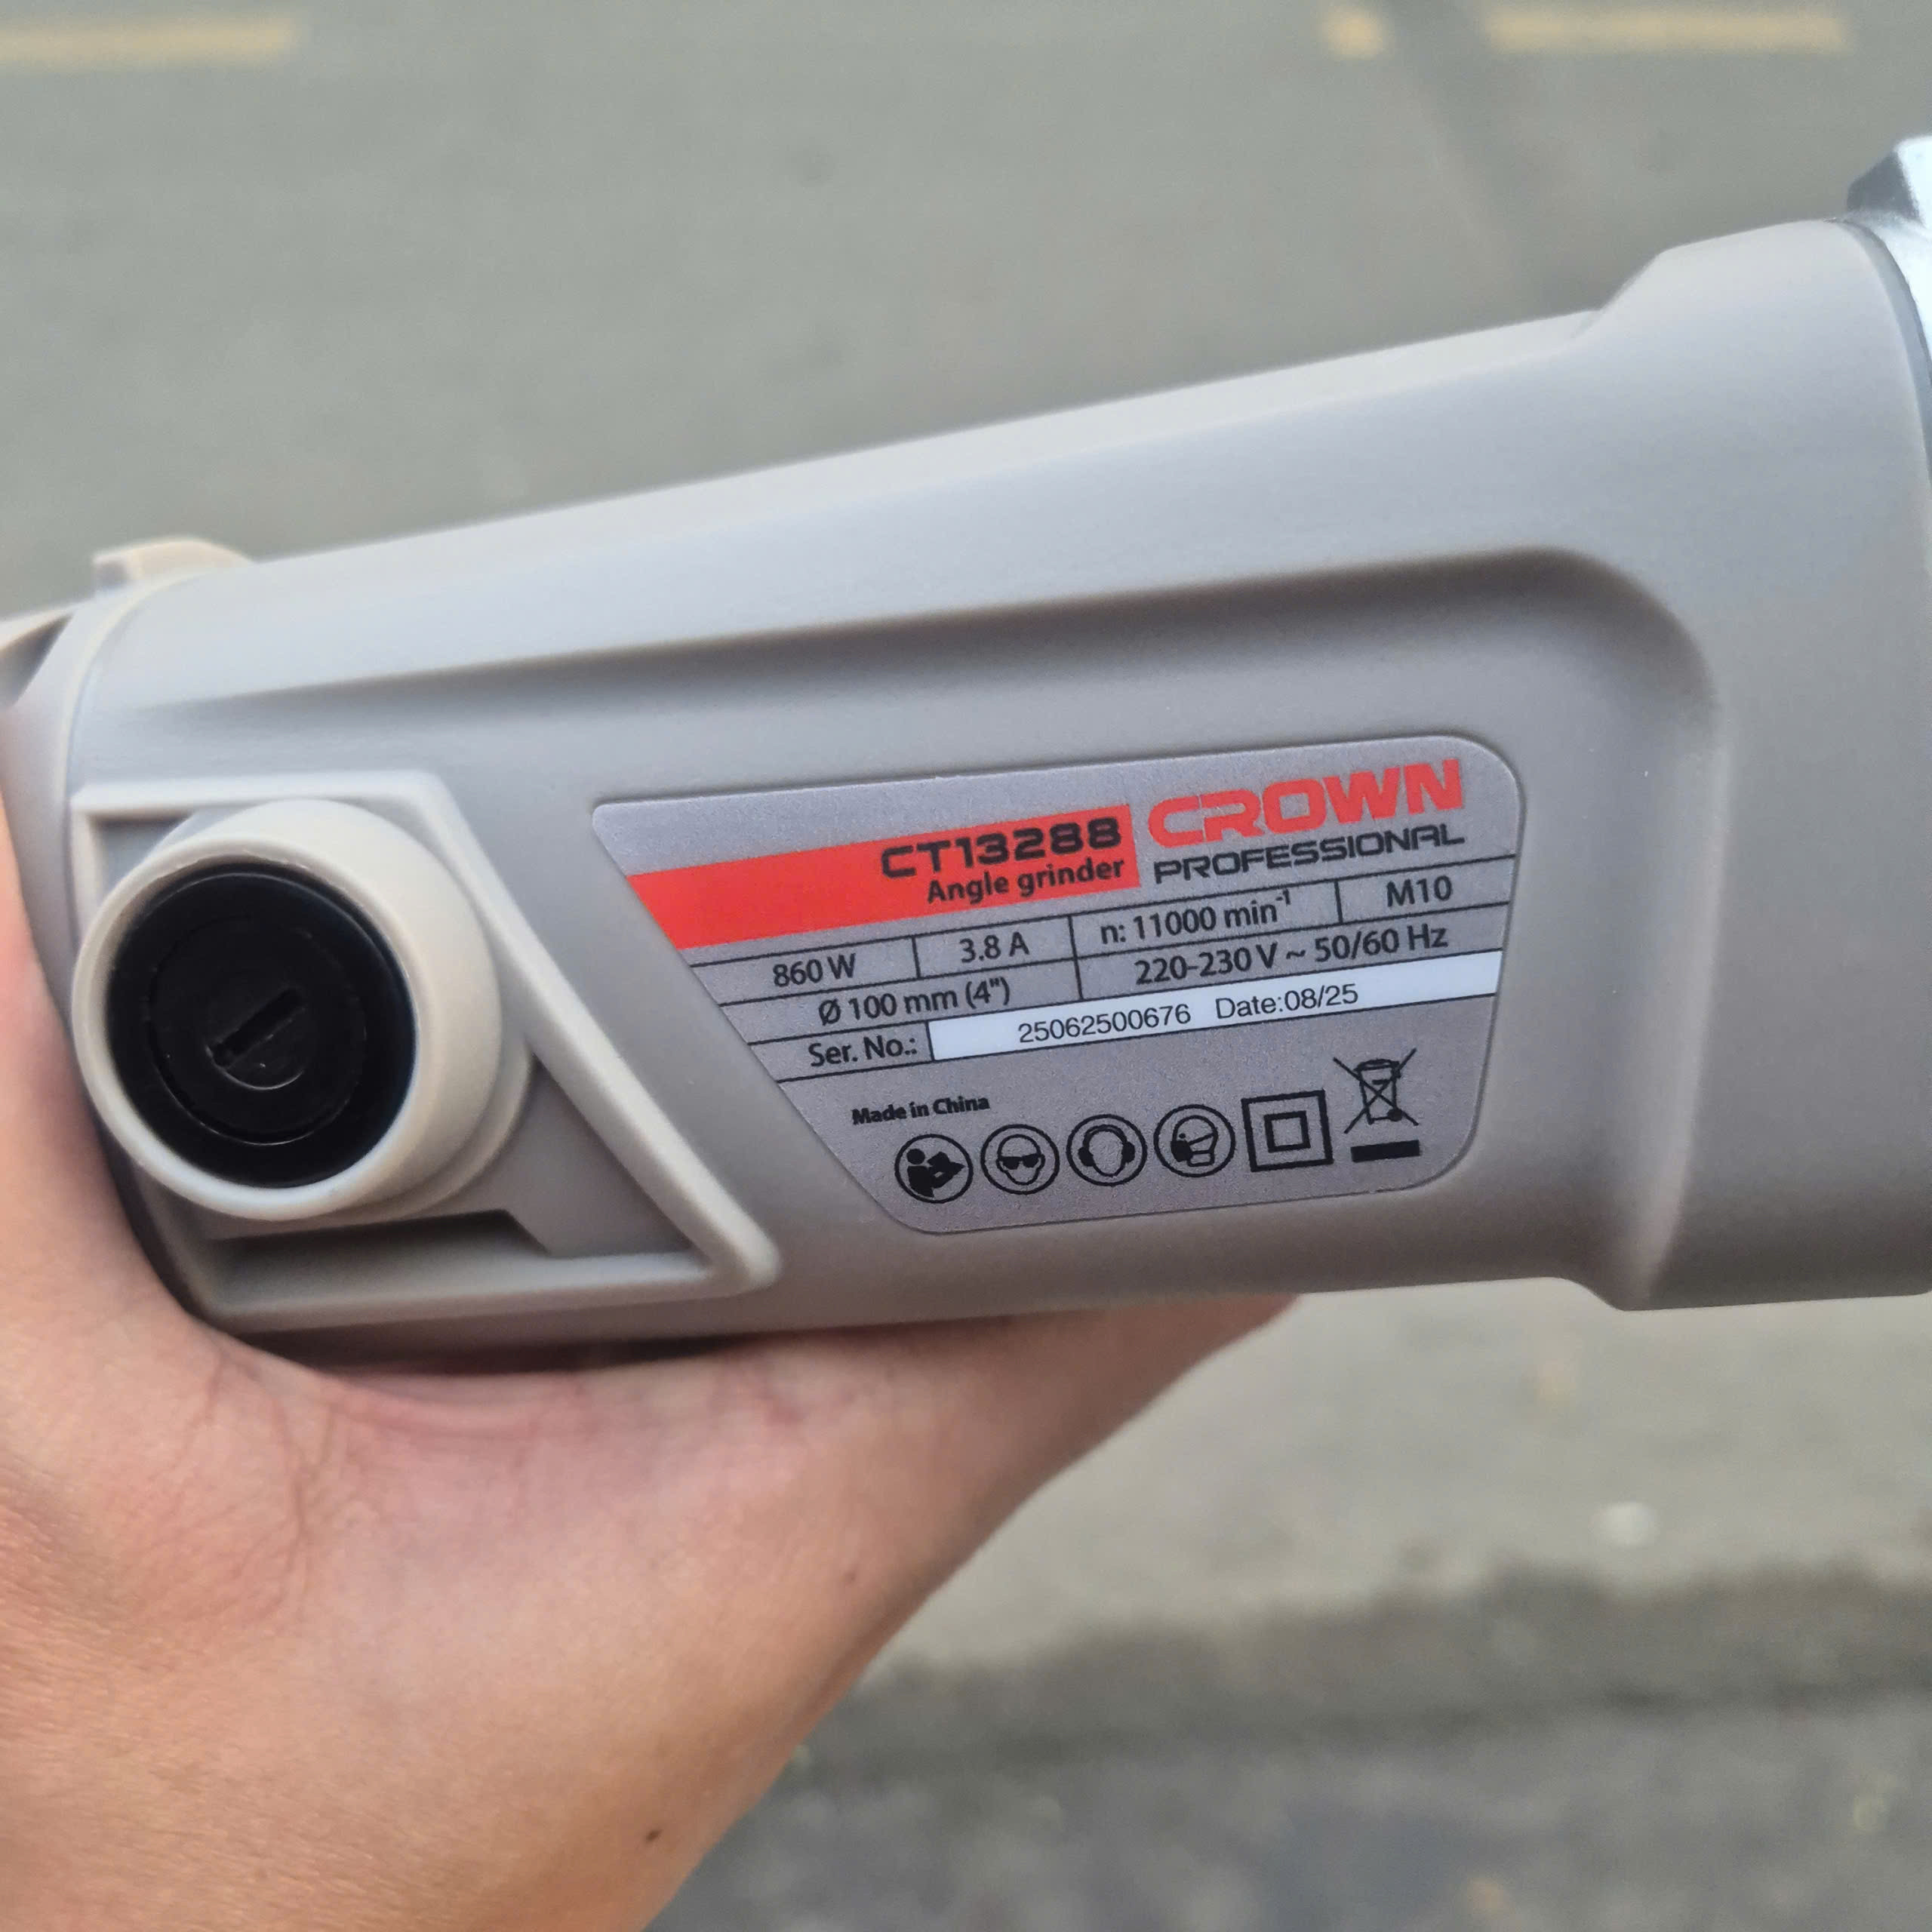 CT13288
Angle grinder
CROWN
PROFESSIONAL
860 W 3.8 A n: 11000 min⁻¹ M10
Ø 100 mm (4") 220-230 V ~ 50/60 Hz
Ser. No.: 25062500676 Date:08/25
Made in China